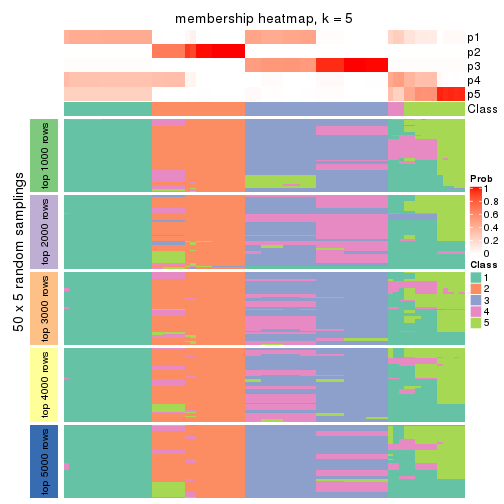 membership heatmap, k = 5
p1
p2
p3
p4
p5
Class
50 x 5 random samplings
top 1000 rows
top 2000 rows
top 3000 rows
top 4000 rows
top 5000 rows
Prob
1
0.8
0.6
0.4
0.2
0
Class
1
2
3
4
5